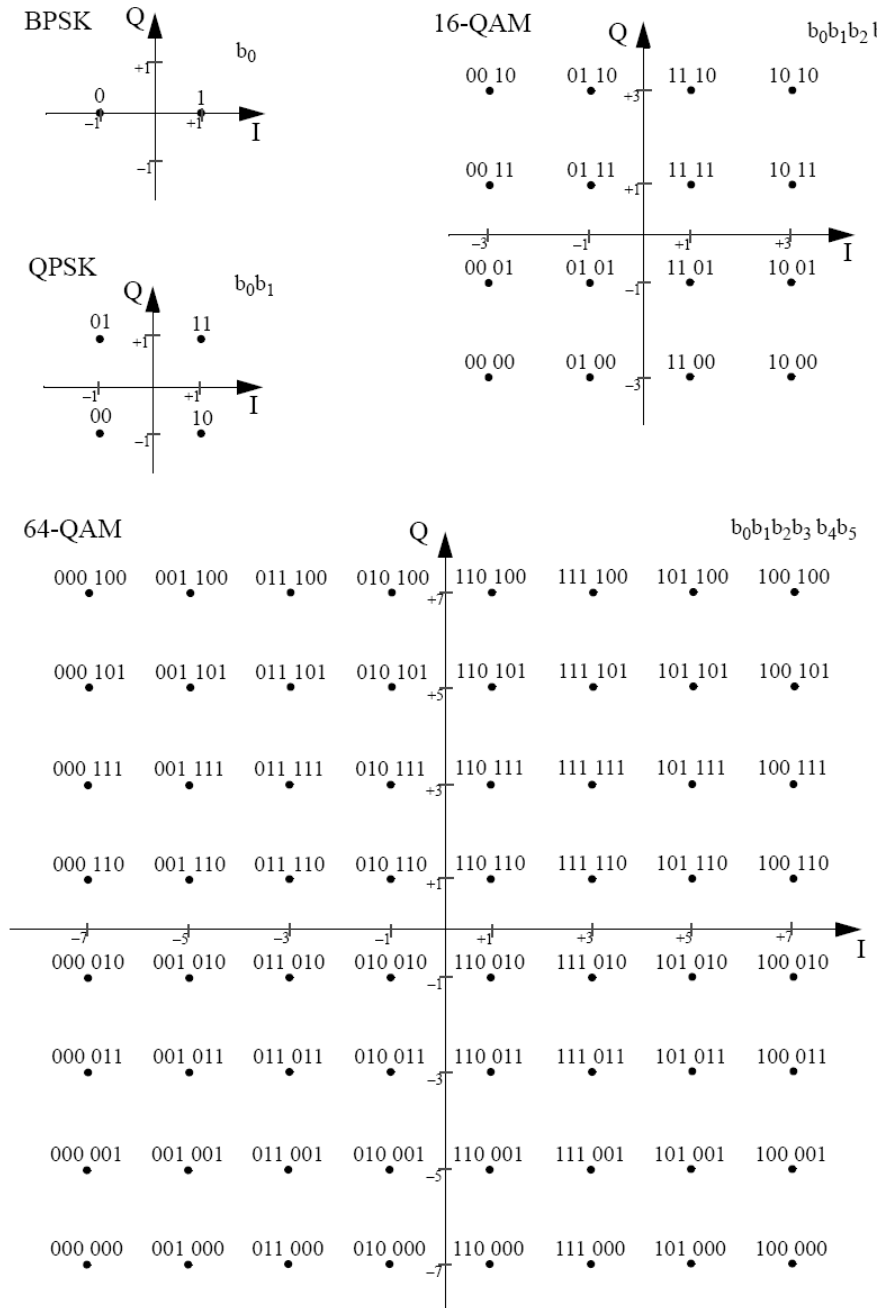 BPSK
Q
b0
+1
0 1
–1 +1
I
–1
QPSK
Q
b0b1
01 11
+1
–1 +1
I
00 10
–1
16-QAM
Q
b0b1b2
00 10 01 10 11 10 10 10
+3
00 11 01 11 11 11 10 11
+1
–3 –1 +1 +3
I
00 01 01 01 11 01 10 01
–1
00 00 01 00 11 00 10 00
–3
64-QAM
Q
b0b1b2b3 b4b5
000 100 001 100 011 100 010 100 110 100 111 100 101 100 100 100
+7
000 101 001 101 011 101 010 101 110 101 111 101 101 101 100 101
+5
000 111 001 111 011 111 010 111 110 111 111 111 101 111 100 111
+3
000 110 001 110 011 110 010 110 110 110 111 110 101 110 100 110
+1
–7 –5 –3 –1 +1 +3 +5 +7
I
000 010 001 010 011 010 010 010 110 010 111 010 101 010 100 010
–1
000 011 001 011 011 011 010 011 110 011 111 011 101 011 100 011
–3
000 001 001 001 011 001 010 001 110 001 111 001 101 001 100 001
–5
000 000 001 000 011 000 010 000 110 000 111 000 101 000 100 000
–7